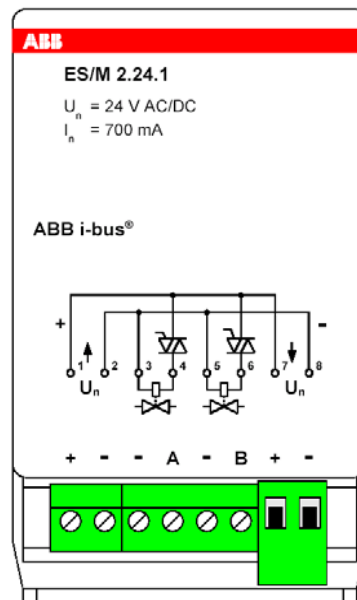 ABB
ES/M 2.24.1
Un = 24 V AC/DC
In = 700 mA
ABB i-bus®
+ -
1 2 3 4 5 6 7 8
Un Un
+ - - A - B + -